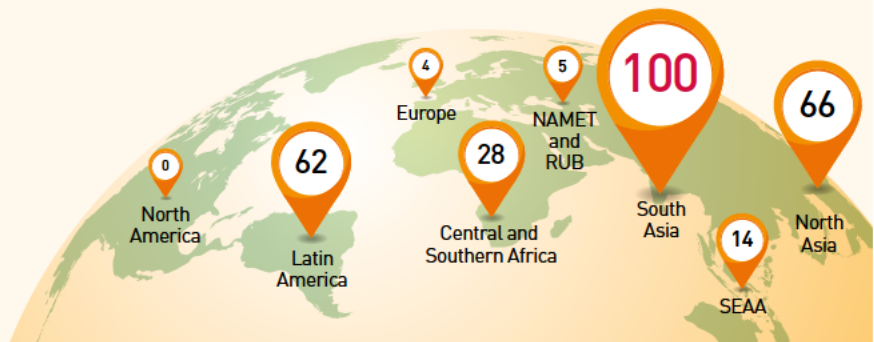 0
North
America
62
Latin
America
4
Europe
28
Central and
Southern Africa
5
NAMET
and
RUB
100
South
Asia
14
SEAA
66
North
Asia